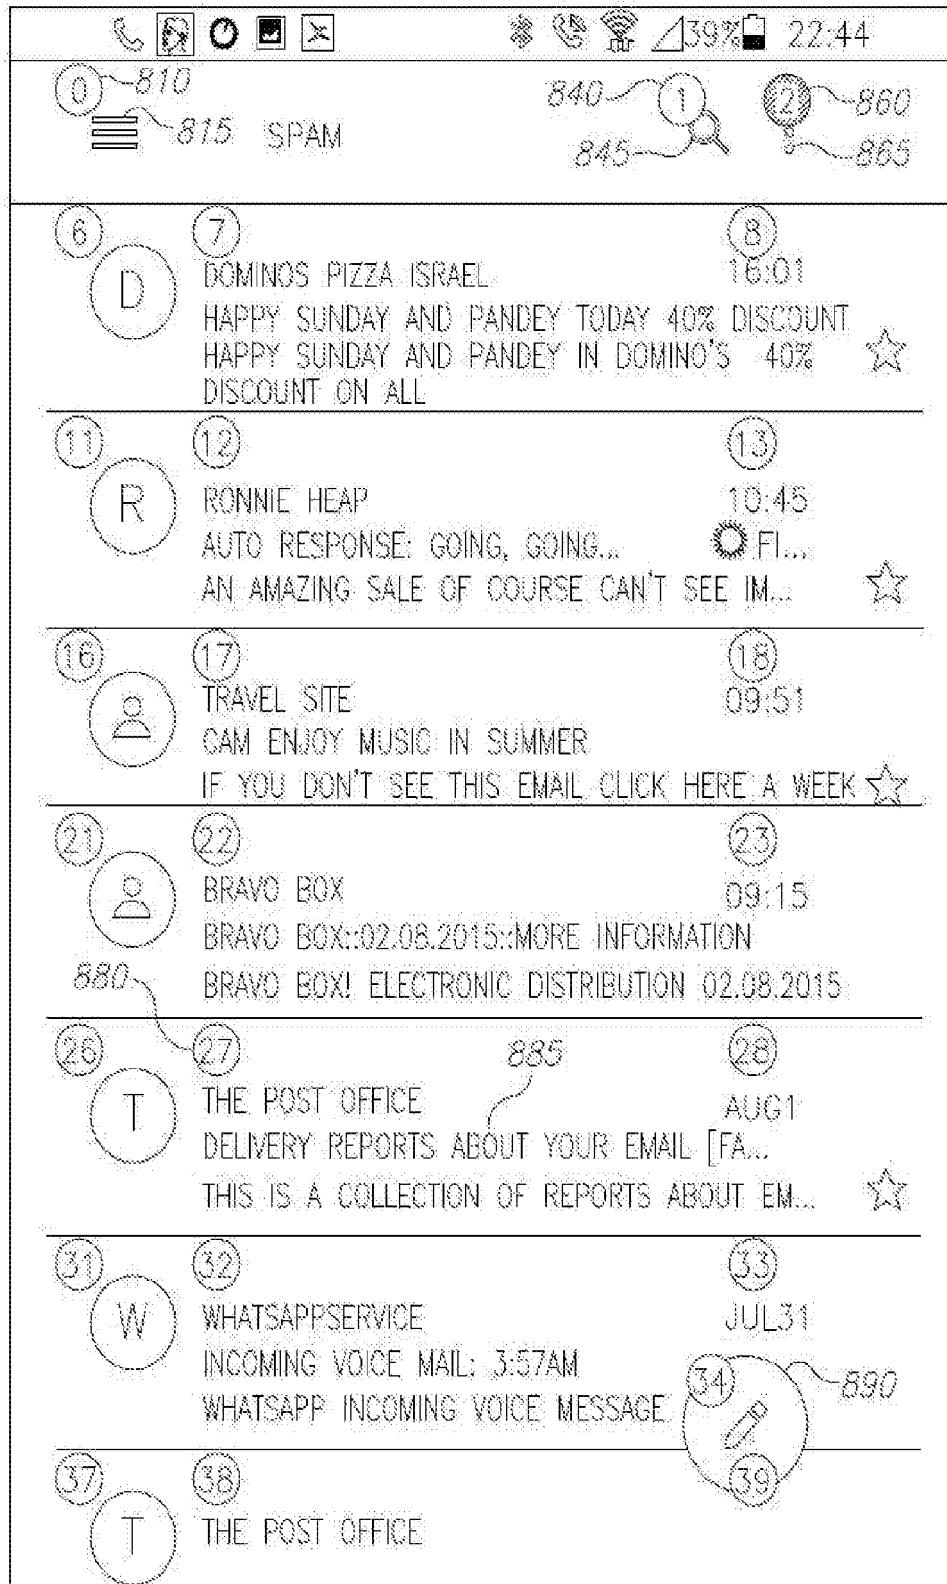 39% 22:44
0 810 840 1 2 860
815 SPAM 845 865
6 7 8
D DOMINOS PIZZA ISRAEL 16:01
HAPPY SUNDAY AND PANDEY TODAY 40% DISCOUNT
HAPPY SUNDAY AND PANDEY IN DOMINO'S 40%
DISCOUNT ON ALL
11 12 13
R RONNIE HEAP 10:45
AUTO RESPONSE: GOING, GOING... FI...
AN AMAZING SALE OF COURSE CAN'T SEE IM...
16 17 18
TRAVEL SITE 09:51
CAM ENJOY MUSIC IN SUMMER
IF YOU DON'T SEE THIS EMAIL CLICK HERE A WEEK
21 22 23
BRAVO BOX 09:15
BRAVO BOX::02.08.2015::MORE INFORMATION
880 BRAVO BOX! ELECTRONIC DISTRIBUTION 02.08.2015
26 27 885 28
T THE POST OFFICE AUG1
DELIVERY REPORTS ABOUT YOUR EMAIL [FA...
THIS IS A COLLECTION OF REPORTS ABOUT EM...
31 32 33
W WHATSAPPSERVICE JUL31
INCOMING VOICE MAIL: 3:57AM
34 890
WHATSAPP INCOMING VOICE MESSAGE
37 38 39
T THE POST OFFICE